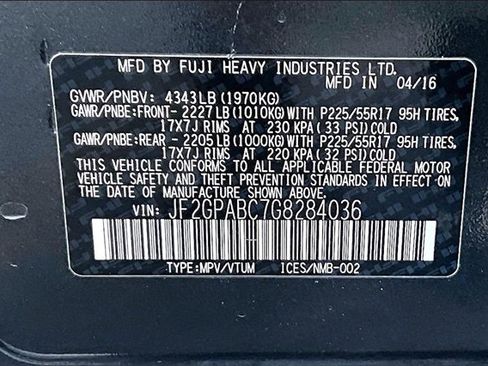 MFD BY FUJI HEAVY INDUSTRIES LTD.
MFD IN 04/16
GVWR/PNBV: 4343LB (1970KG)
GAWR/PNBE:FRONT- 2227LB (1010KG) WITH P225/55R17 95H TIRES,
17X7J RIMS AT 230 KPA (33 PSI) COLD
GAWR/PNBE:REAR - 2205LB (1000KG) WITH P225/55R17 95H TIRES,
17X7J RIMS AT 220 KPA (32 PSI) COLD
THIS VEHICLE CONFORMS TO ALL APPLICABLE FEDERAL MOTOR
VEHICLE SAFETY AND THEFT PREVENTION STANDARDS IN EFFECT
ON THE DATE OF MANUFACTURE SHOWN ABOVE.
VIN: JF2GPABC7G8284036
TYPE:MPV/VTUM ICES/NMB-002